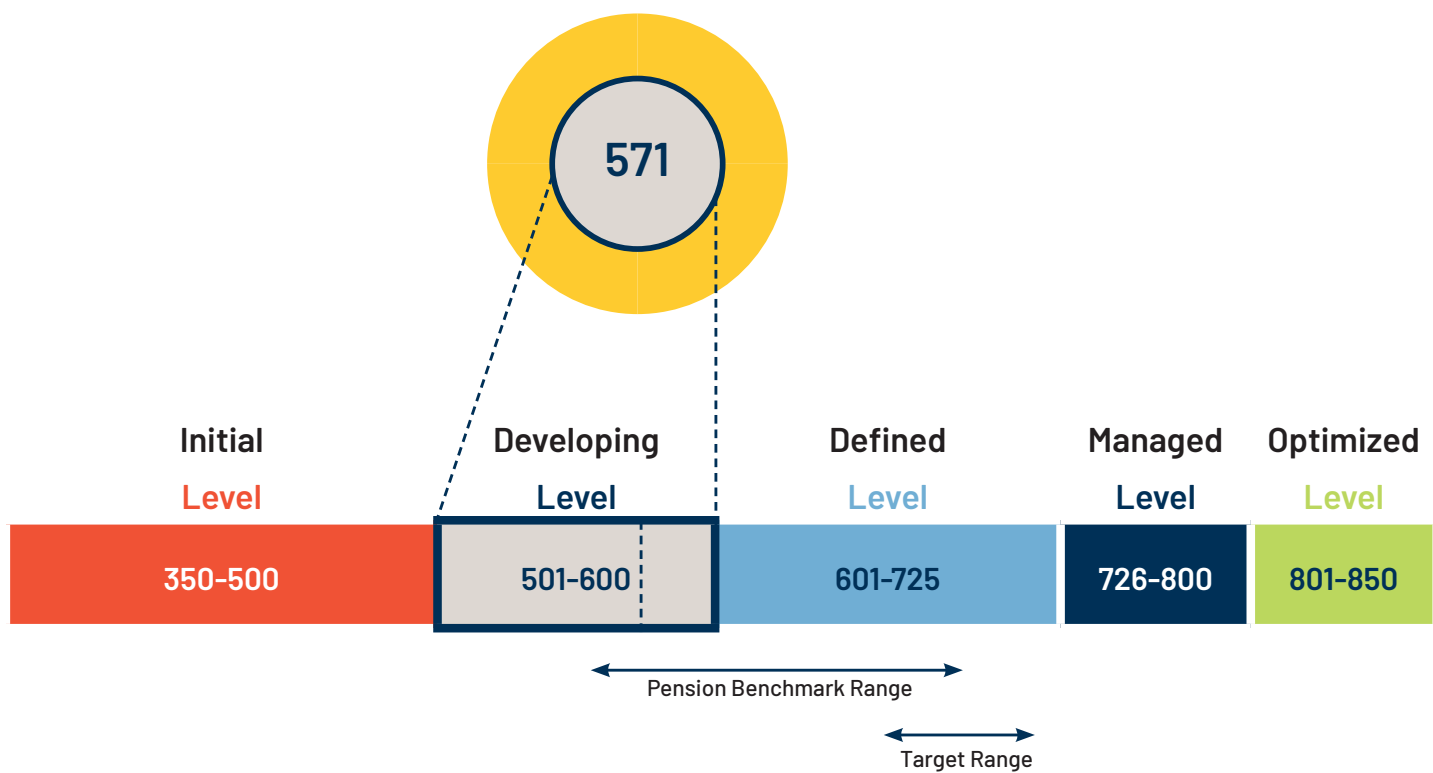 571
Initial
Level
Developing
Level
Defined
Level
Managed
Level
Optimized
Level
350-500
501-600
601-725
726-800
801-850
Pension Benchmark Range
Target Range